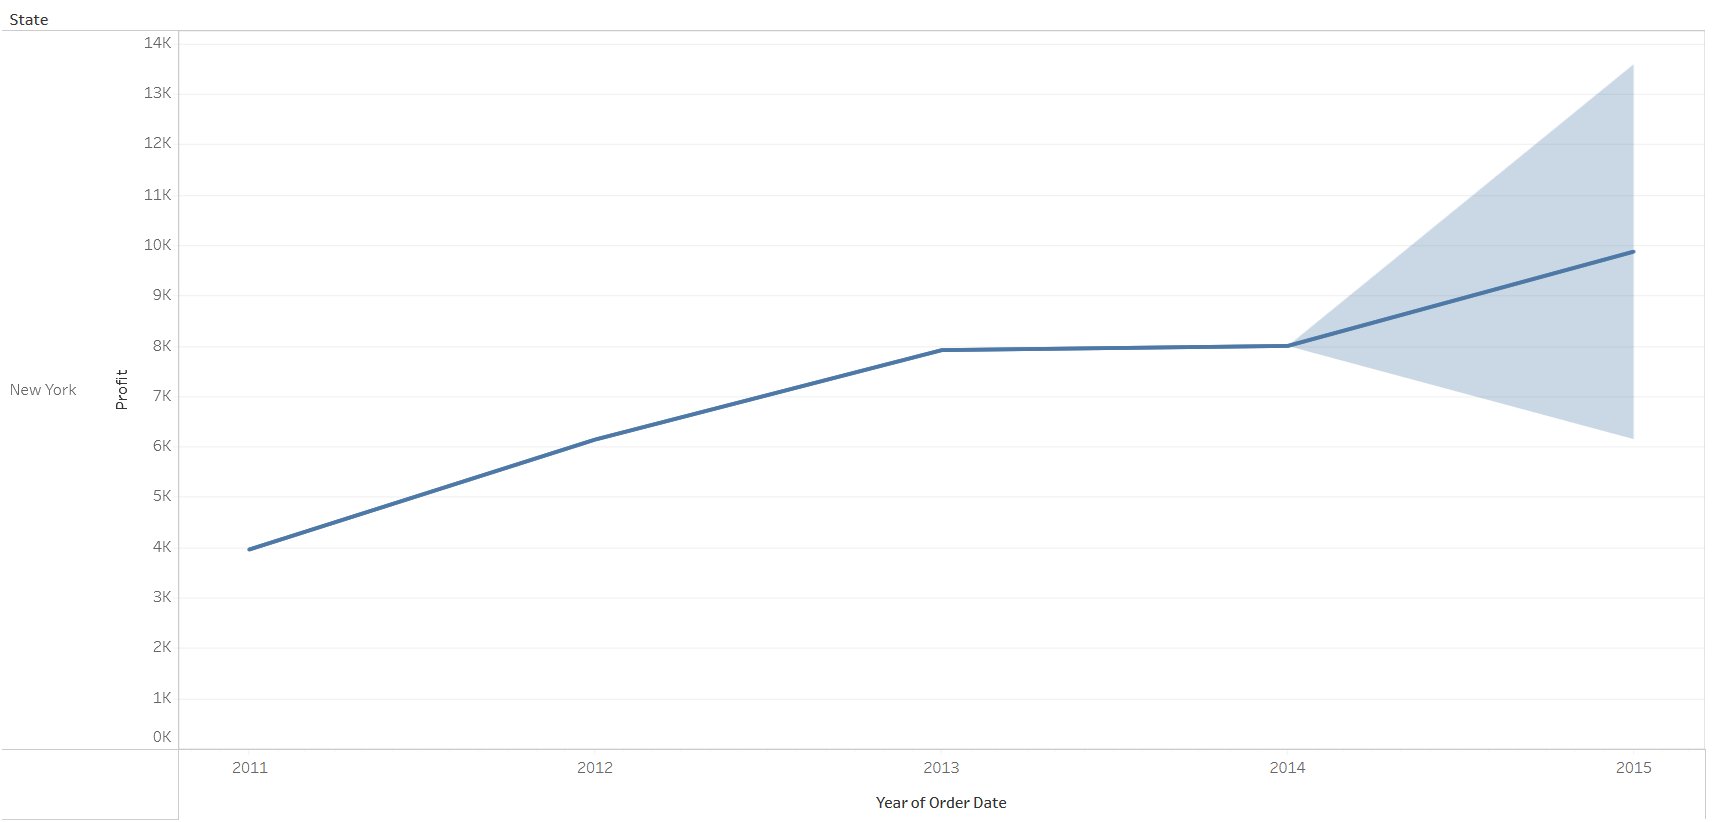 State
14K
13K
12K
11K
10K
9K
8K
7K
6K
5K
4K
3K
2K
1K
0K
New York
Profit
2011 2012 2013 2014 2015
Year of Order Date